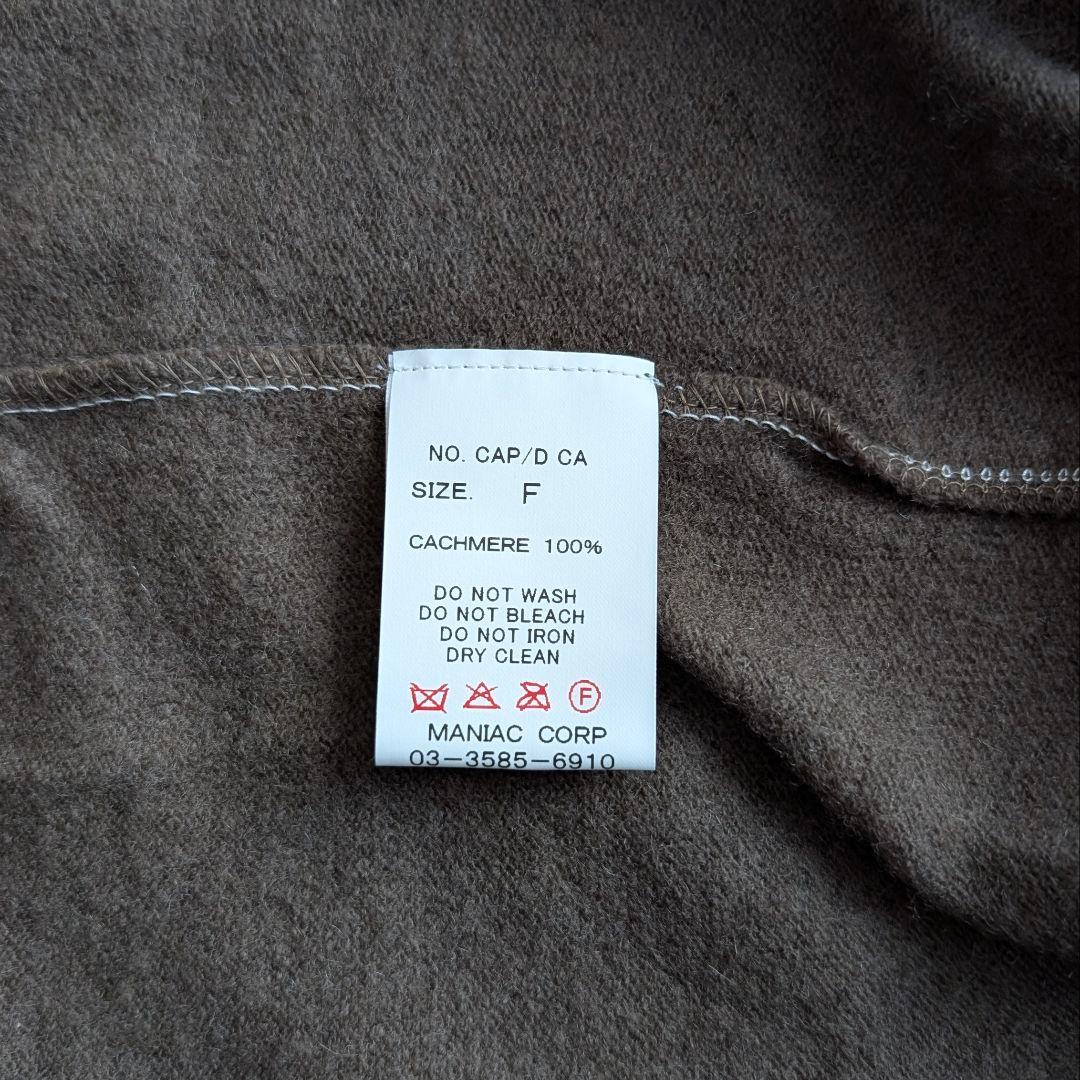 NO. CAP/D CA
SIZE. F
CACHMERE 100%
DO NOT WASH
DO NOT BLEACH
DO NOT IRON
DRY CLEAN
F
MANIAC CORP
03-3585-6910